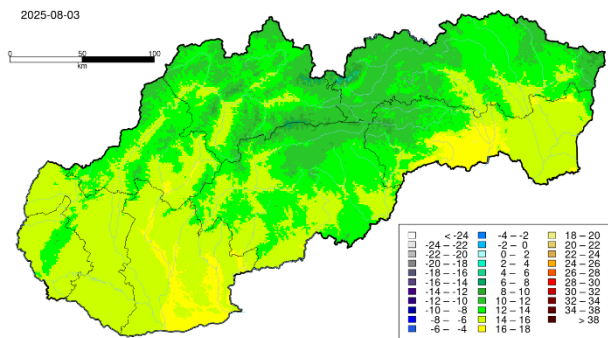 2025-08-03
0 50 100
km
< -24 -4 − -2 18 − 20
-24 − -22 -2 − 0 20 − 22
-22 − -20 0 − 2 22 − 24
-20 − -18 2 − 4 24 − 26
-18 − -16 4 − 6 26 − 28
-16 − -14 6 − 8 28 − 30
-14 − -12 8 − 10 30 − 32
-12 − -10 10 − 12 32 − 34
-10 − -8 12 − 14 34 − 38
-8 − -6 14 − 16 > 38
-6 − -4 16 − 18